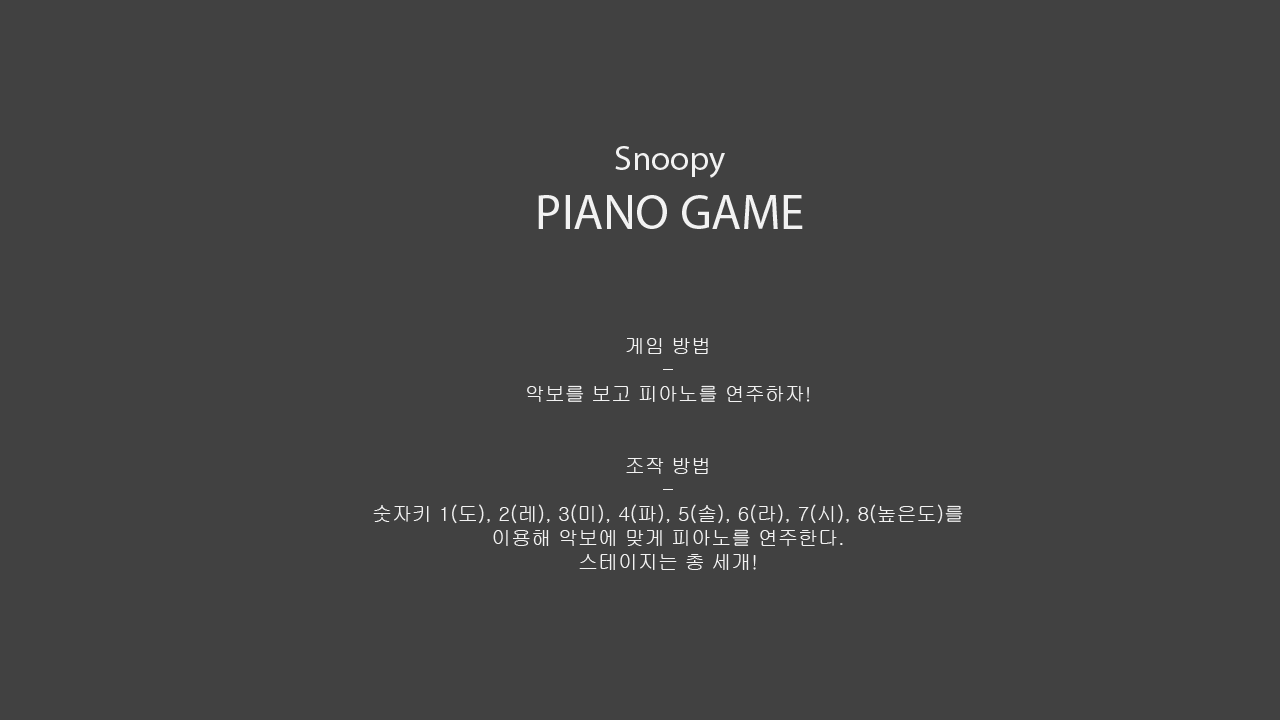 Snoopy
PIANO GAME
게임 방법
–
악보를 보고 피아노를 연주하자!
조작 방법
–
숫자키 1(도), 2(레), 3(미), 4(파), 5(솔), 6(라), 7(시), 8(높은도)를
이용해 악보에 맞게 피아노를 연주한다.
스테이지는 총 세개!